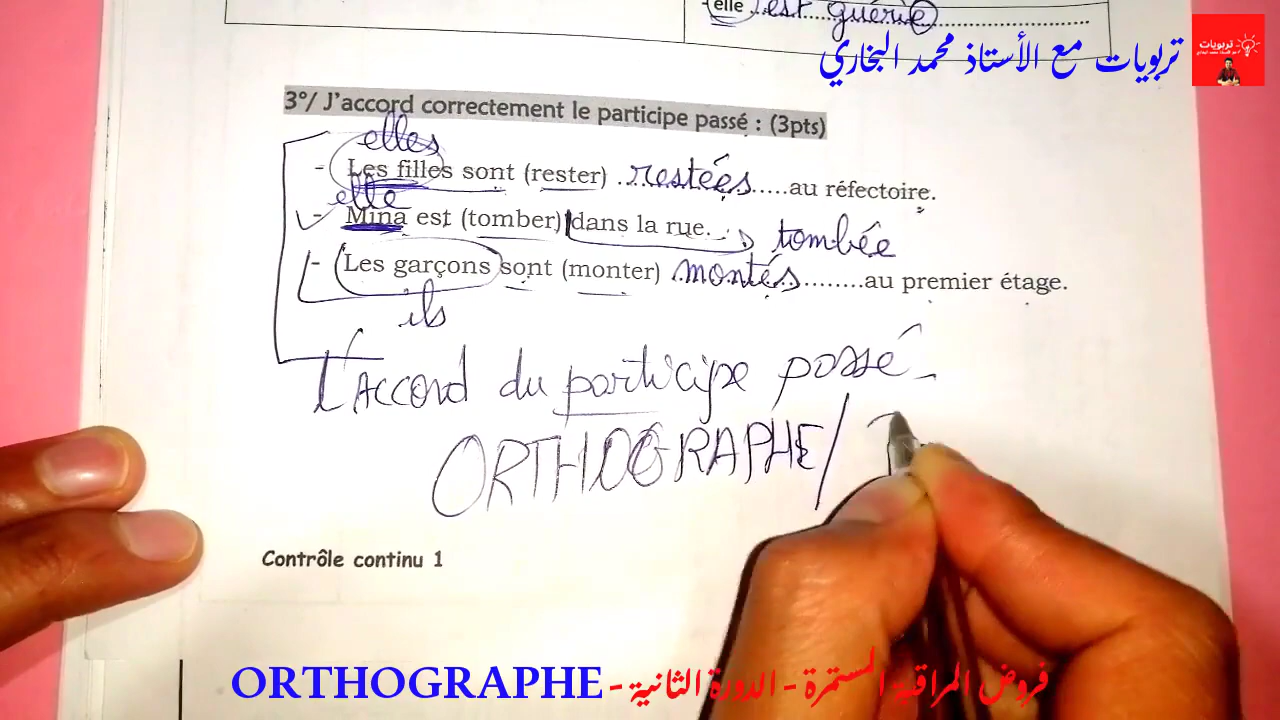 elle est guérie
تربويات مع الأستاذ محمد البخاري
تربويات
3°/ J’accord correctement le participe passé : (3pts)
elles
- Les filles sont (rester) ...restées.....au réfectoire.
elle
- Mina est (tomber) dans la rue. tombée
- Les garçons sont (monter) montés........au premier étage.
ils
L'accord du participe passé
ORTHOGRAPHE/
Contrôle continu 1
فروض المراقبة المستمرة - الدورة الثانية - ORTHOGRAPHE